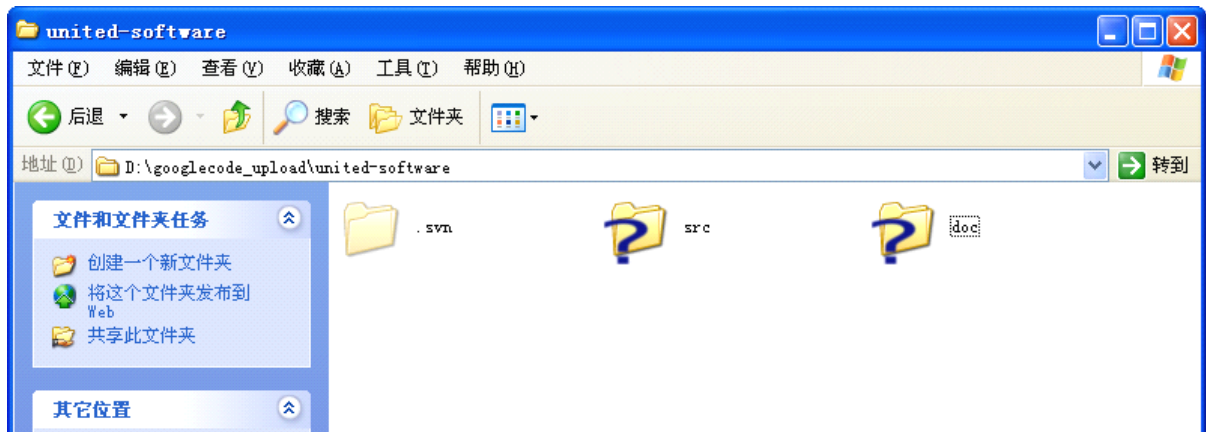 united-software
文件(F) 编辑(E) 查看(V) 收藏(A) 工具(T) 帮助(H)
后退 搜索 文件夹
地址(D) D:\googlecode_upload\united-software 转到
文件和文件夹任务
.svn src doc
创建一个新文件夹
将这个文件夹发布到
Web
共享此文件夹
其它位置